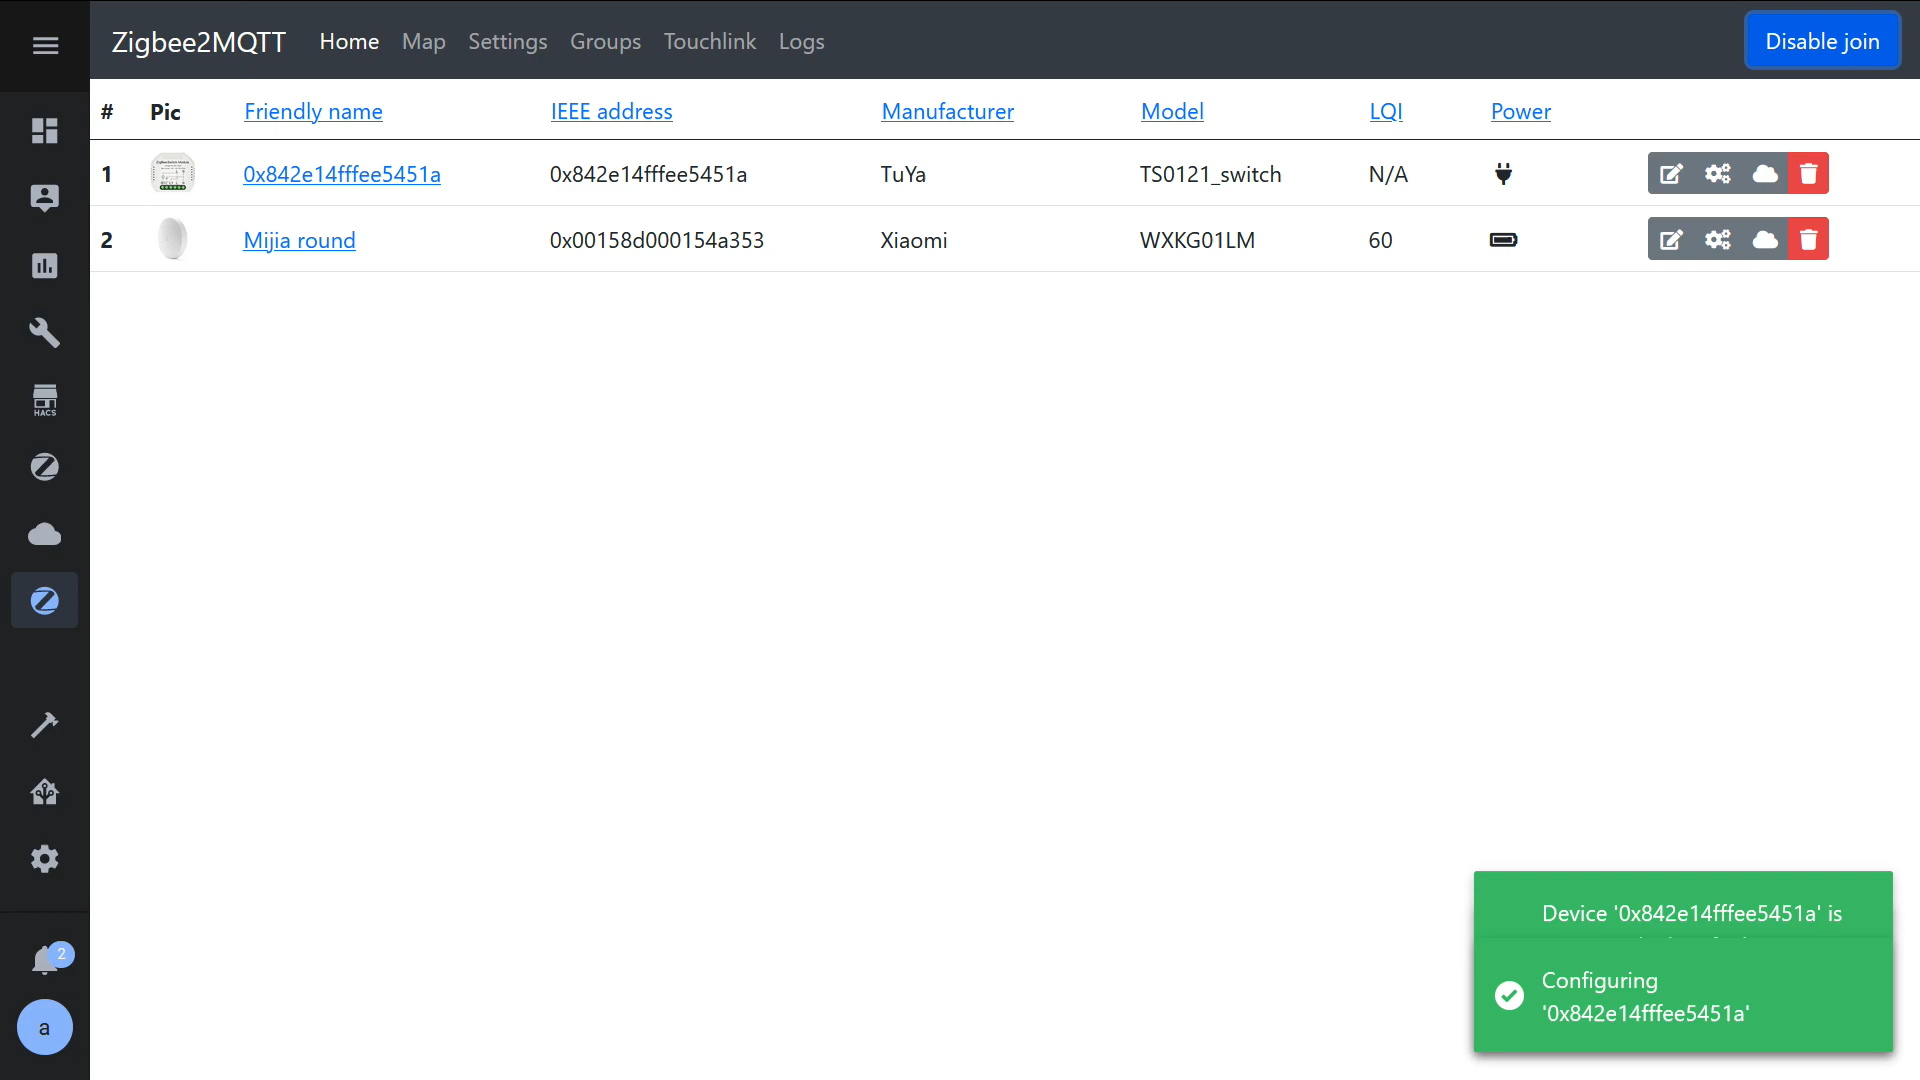 Zigbee2MQTT Home Map Settings Groups Touchlink Logs Disable join
# Pic Friendly name IEEE address Manufacturer Model LQI Power
1 0x842e14fffee5451a 0x842e14fffee5451a TuYa TS0121_switch N/A
2 Mijia round 0x00158d000154a353 Xiaomi WXKG01LM 60
HACS
2
a
Device '0x842e14fffee5451a' is
Configuring
'0x842e14fffee5451a'